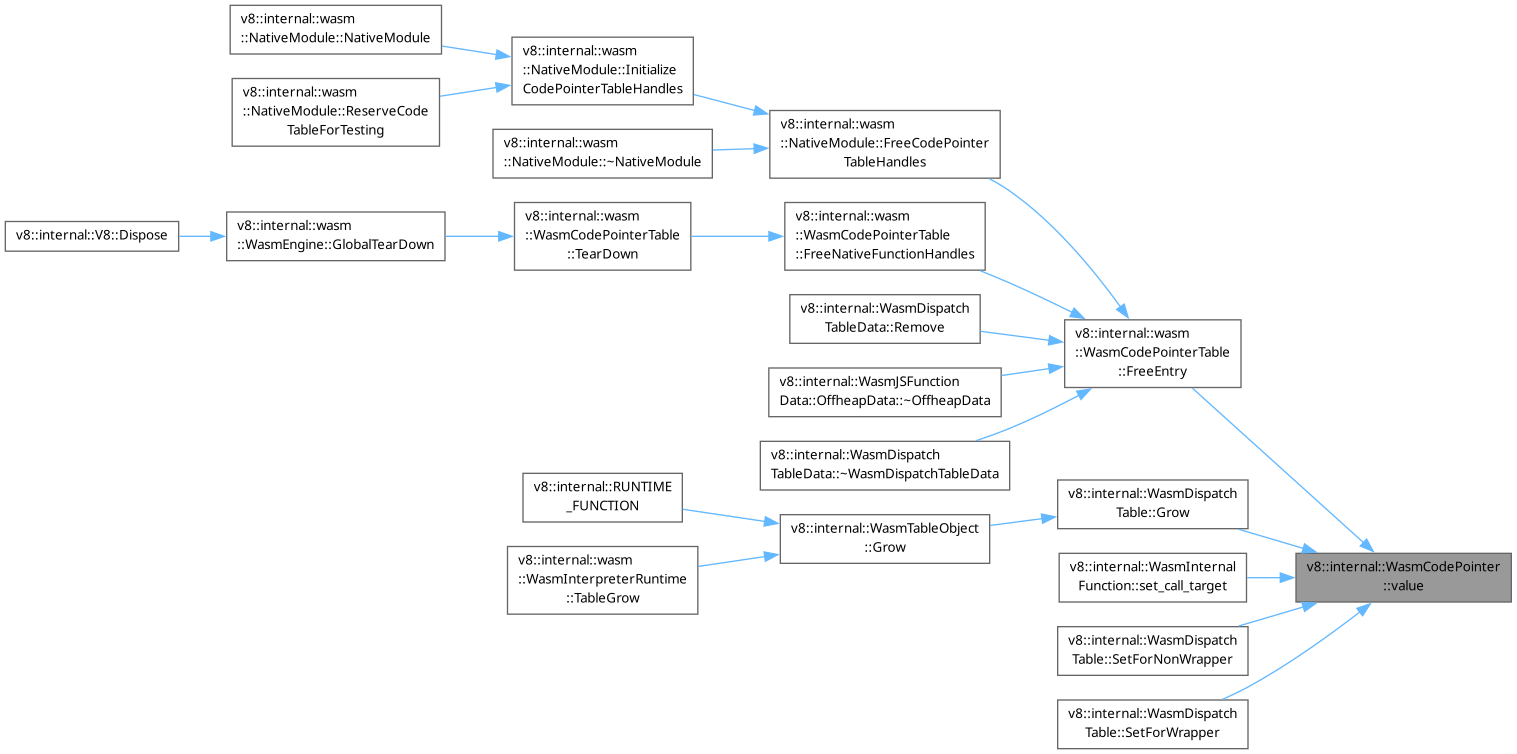 v8::internal::wasm
::NativeModule::NativeModule
v8::internal::wasm
::NativeModule::ReserveCode
TableForTesting
v8::internal::V8::Dispose
v8::internal::wasm
::WasmEngine::GlobalTearDown
v8::internal::wasm
::NativeModule::Initialize
CodePointerTableHandles
v8::internal::wasm
::NativeModule::~NativeModule
v8::internal::wasm
::WasmCodePointerTable
::TearDown
v8::internal::RUNTIME
_FUNCTION
v8::internal::wasm
::WasmInterpreterRuntime
::TableGrow
v8::internal::wasm
::NativeModule::FreeCodePointer
TableHandles
v8::internal::wasm
::WasmCodePointerTable
::FreeNativeFunctionHandles
v8::internal::WasmDispatch
TableData::Remove
v8::internal::WasmJSFunction
Data::OffheapData::~OffheapData
v8::internal::WasmDispatch
TableData::~WasmDispatchTableData
v8::internal::WasmTableObject
::Grow
v8::internal::wasm
::WasmCodePointerTable
::FreeEntry
v8::internal::WasmDispatch
Table::Grow
v8::internal::WasmInternal
Function::set_call_target
v8::internal::WasmDispatch
Table::SetForNonWrapper
v8::internal::WasmDispatch
Table::SetForWrapper
v8::internal::WasmCodePointer
::value